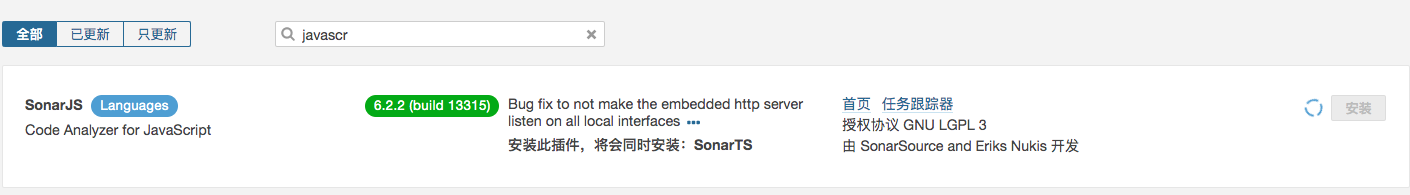 全部 已更新 只更新 javascr
SonarJS Languages 6.2.2 (build 13315) Bug fix to not make the embedded http server 首页 任务跟踪器 安装
Code Analyzer for JavaScript listen on all local interfaces ••• 授权协议 GNU LGPL 3
安装此插件，将会同时安装：SonarTS 由 SonarSource and Eriks Nukis 开发